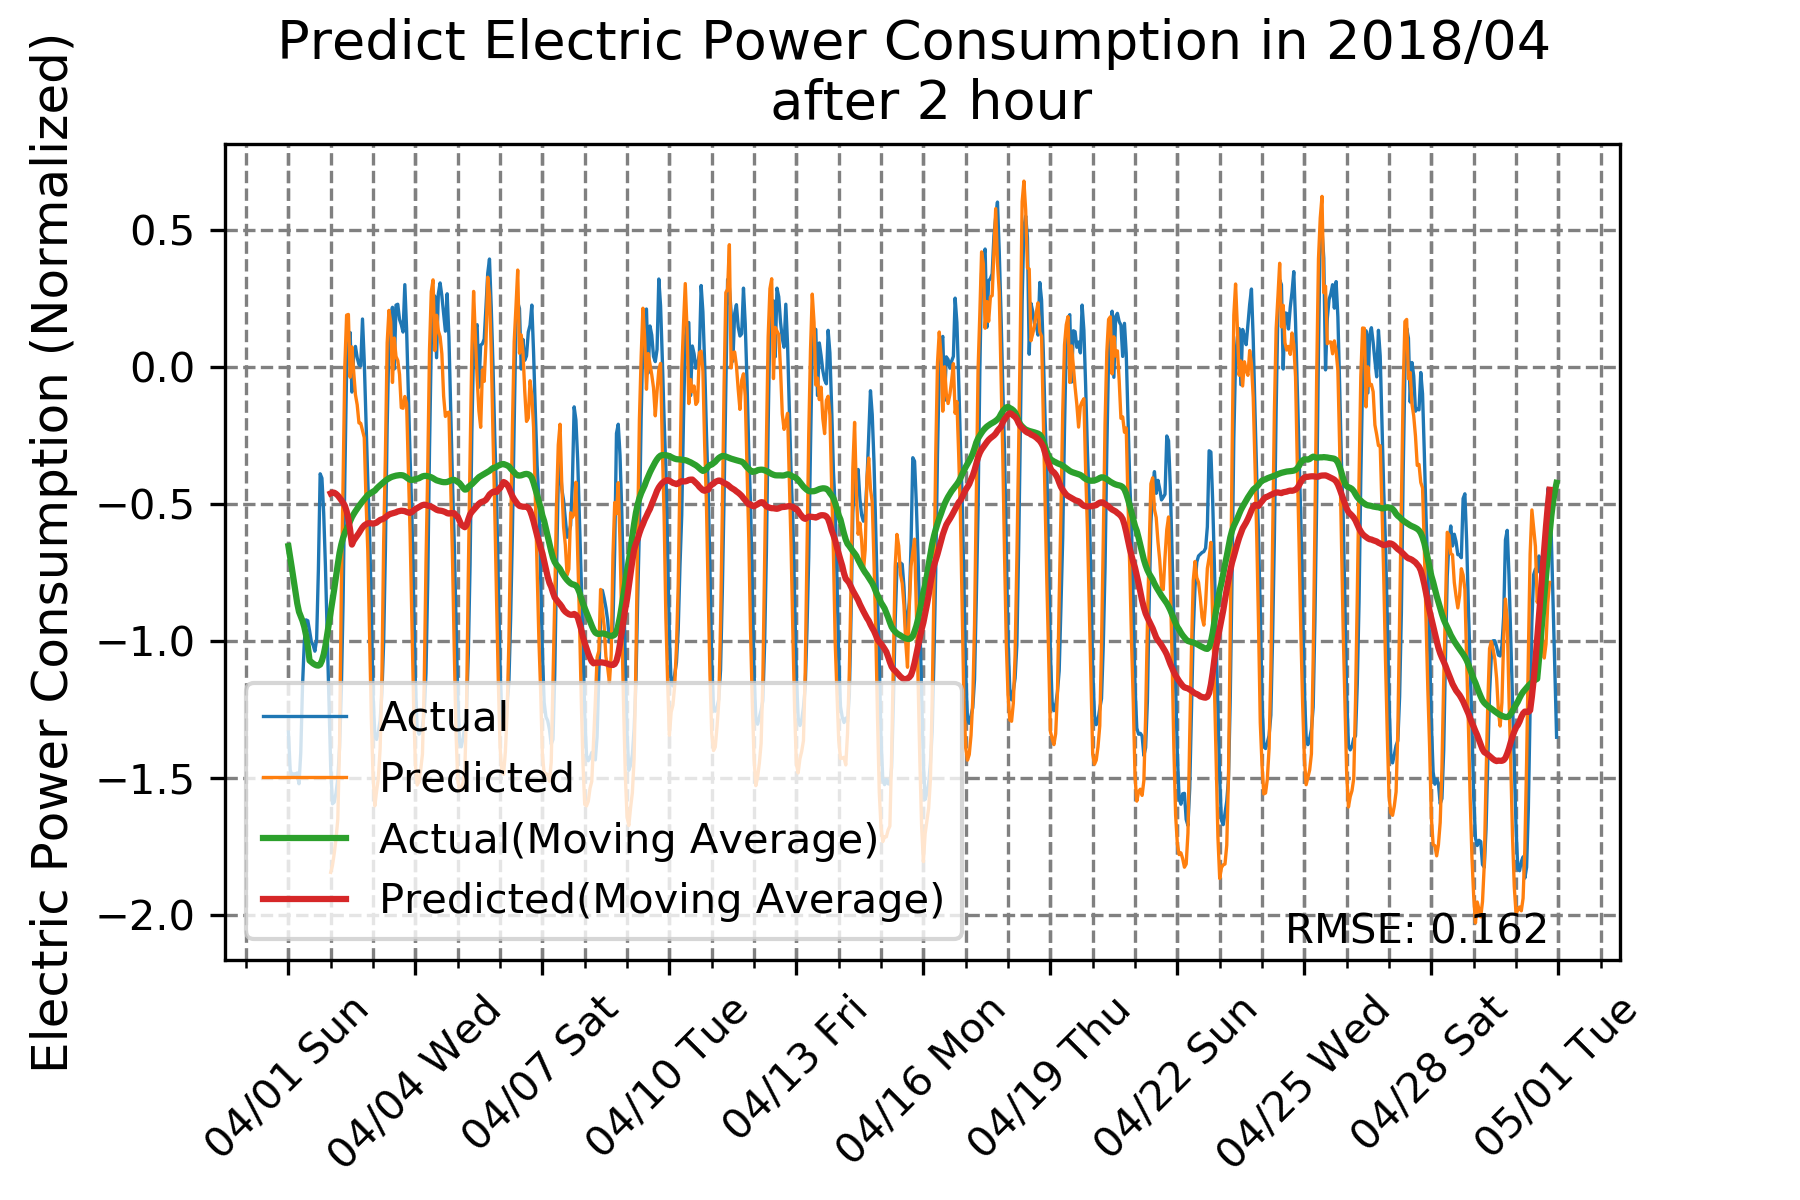 Predict Electric Power Consumption in 2018/04
after 2 hour
Electric Power Consumption (Normalized)
0.5
0.0
−0.5
−1.0
−1.5
−2.0
Actual
Predicted
Actual(Moving Average)
Predicted(Moving Average)
RMSE: 0.162
04/01 Sun
04/04 Wed
04/07 Sat
04/10 Tue
04/13 Fri
04/16 Mon
04/19 Thu
04/22 Sun
04/25 Wed
04/28 Sat
05/01 Tue